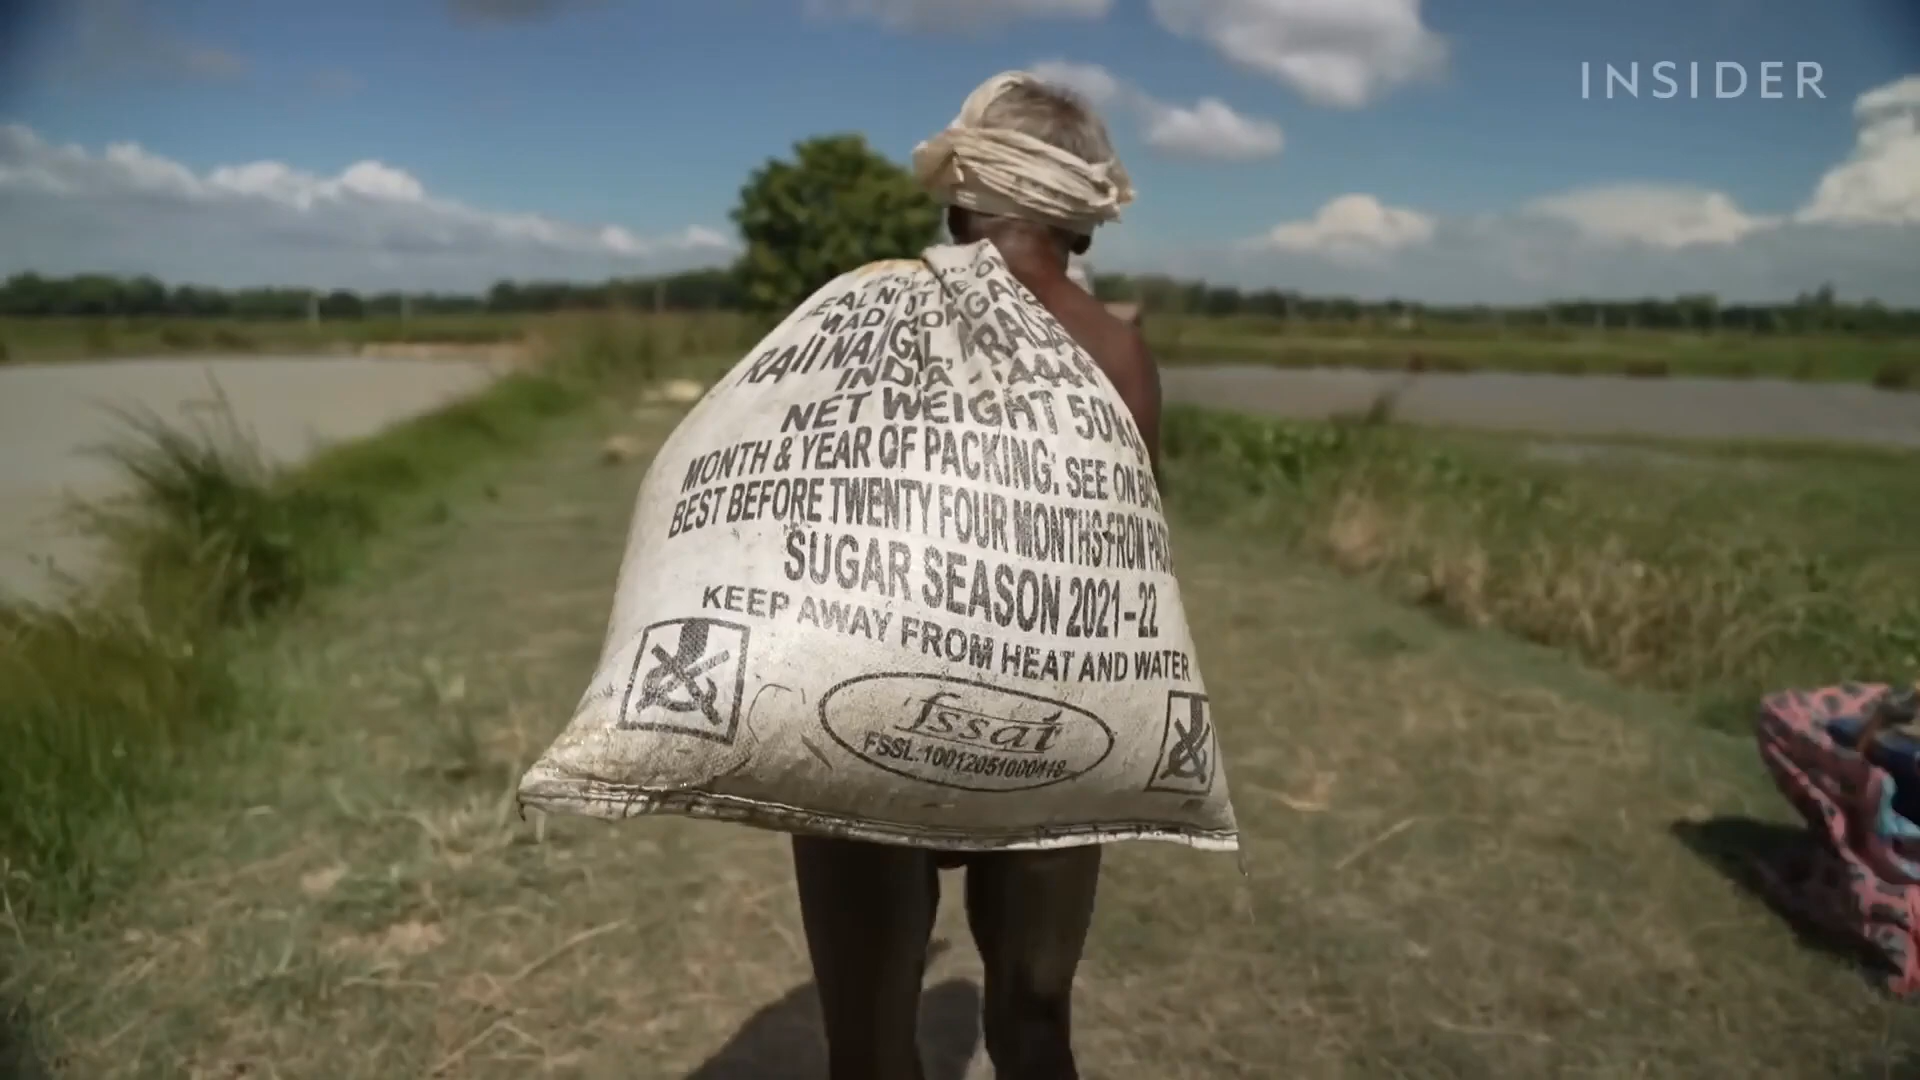 INSIDER
INDIA -
NET WEIGHT 50KG
MONTH & YEAR OF PACKING: SEE ON
BEST BEFORE TWENTY FOUR MONTHS FROM
SUGAR SEASON 2021-22
KEEP AWAY FROM HEAT AND WATER
fssai
FSSL:10012051000418